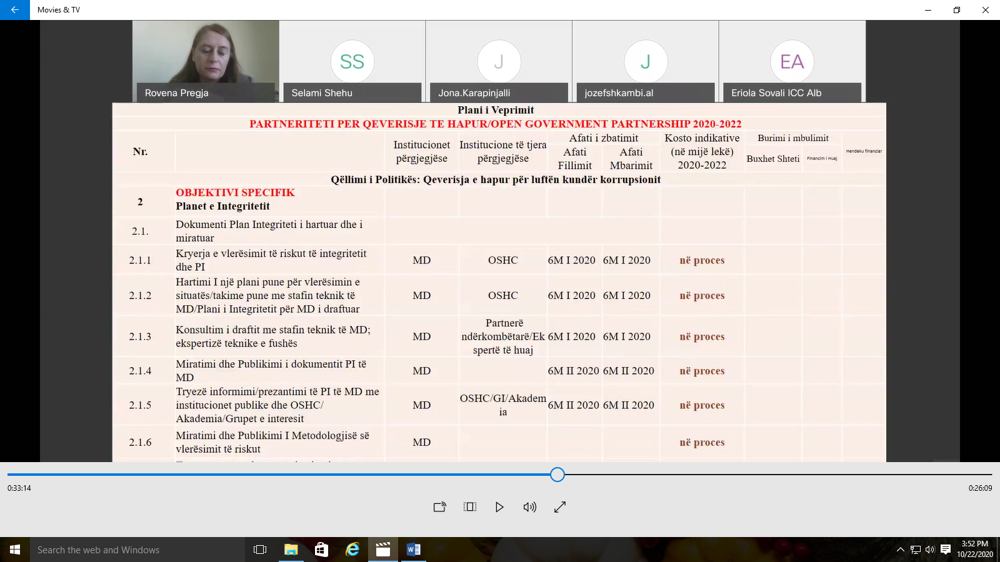 Movies & TV
SS
J
J
EA
Rovena Pregja
Selami Shehu
Jona.Karapinjalli
jozefshkambi.al
Eriola Sovali ICC Alb
Plani i Veprimit
PARTNERITETI PER QEVERISJE TE HAPUR/OPEN GOVERNMENT PARTNERSHIP 2020-2022
Nr.
Institucionet
përgjegjëse
Institucione të tjera
përgjegjëse
Afati i zbatimit
Afati
Fillimit
Afati
Mbarimit
Kosto indikative
(në mijë lekë)
2020-2022
Burimi i mbulimit
Buxhet Shteti
Financim i Huaj
Hendeku financiar
Qëllimi i Politikës: Qeverisja e hapur për luftën kundër korrupsionit
2
OBJEKTIVI SPECIFIK
Planet e Integritetit
2.1.
Dokumenti Plan Integriteti i hartuar dhe i
miratuar
2.1.1
Kryerja e vlerësimit të riskut të integritetit
dhe PI
MD
OSHC
6M I 2020
6M I 2020
në proces
2.1.2
Hartimi I një plani pune për vlerësimin e
situatës/takime pune me stafin teknik të
MD/Plani i Integritetit për MD i draftuar
MD
OSHC
6M I 2020
6M I 2020
në proces
2.1.3
Konsultim i draftit me stafin teknik të MD;
ekspertizë teknike e fushës
MD
Partnerë
ndërkombëtarë/Ek
spertë të huaj
6M I 2020
6M I 2020
në proces
2.1.4
Miratimi dhe Publikimi i dokumentit PI të
MD
MD
6M II 2020
6M II 2020
në proces
2.1.5
Tryezë informimi/prezantimi të PI të MD me
institucionet publike dhe OSHC/
Akademia/Grupet e interesit
MD
OSHC/GI/Akadem
ia
6M II 2020
6M II 2020
në proces
2.1.6
Miratimi dhe Publikimi I Metodologjisë së
vlerësimit të riskut
MD
në proces
0:33:14
0:26:09
Search the web and Windows
3:52 PM
10/22/2020